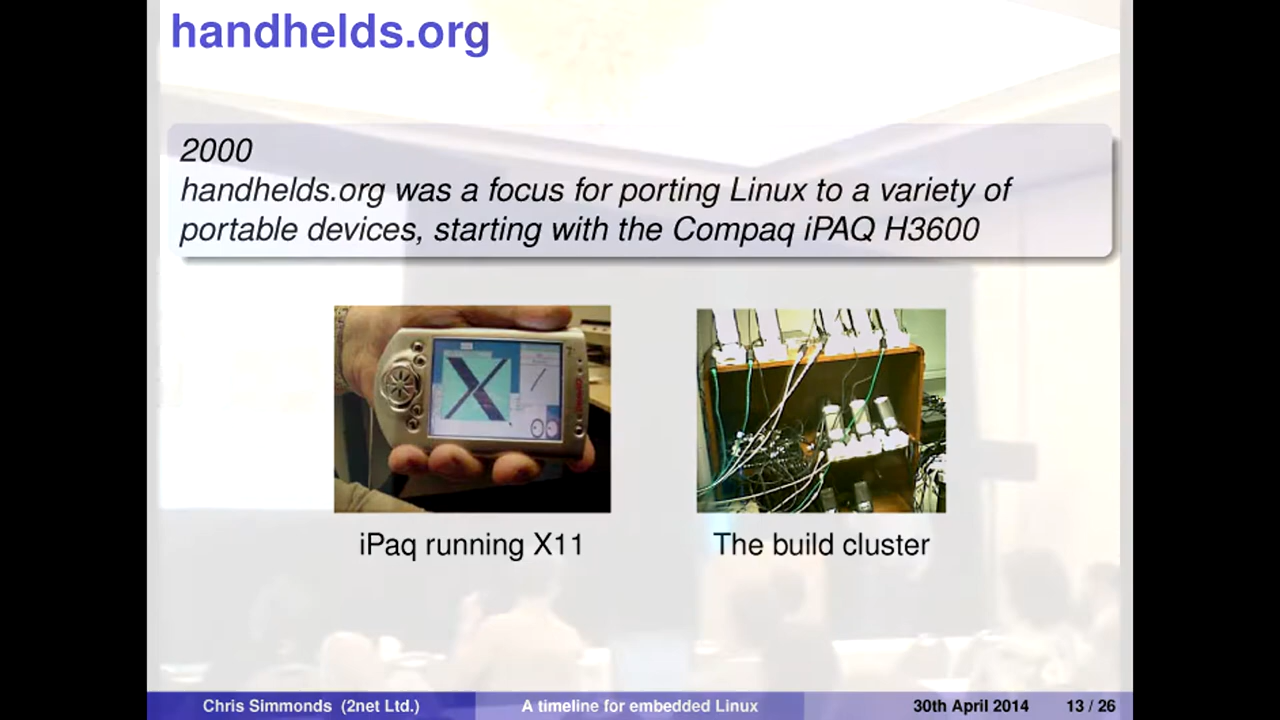 handhelds.org
2000
handhelds.org was a focus for porting Linux to a variety of
portable devices, starting with the Compaq iPAQ H3600
iPaq running X11
The build cluster
Chris Simmonds (2net Ltd.)
A timeline for embedded Linux
30th April 2014
13 / 26